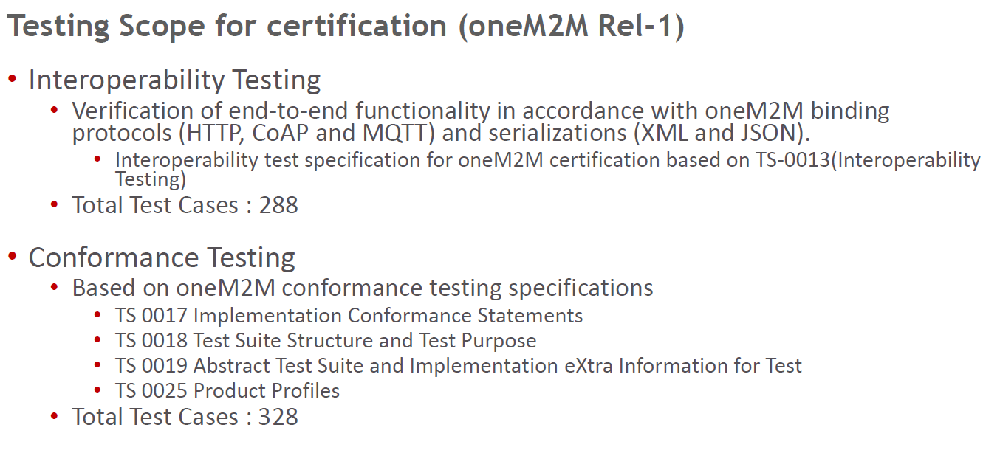 Testing Scope for certification (oneM2M Rel-1)
• Interoperability Testing
• Verification of end-to-end functionality in accordance with oneM2M binding
protocols (HTTP, CoAP and MQTT) and serializations (XML and JSON).
• Interoperability test specification for oneM2M certification based on TS-0013(Interoperability
Testing)
• Total Test Cases : 288
• Conformance Testing
• Based on oneM2M conformance testing specifications
• TS 0017 Implementation Conformance Statements
• TS 0018 Test Suite Structure and Test Purpose
• TS 0019 Abstract Test Suite and Implementation eXtra Information for Test
• TS 0025 Product Profiles
• Total Test Cases : 328